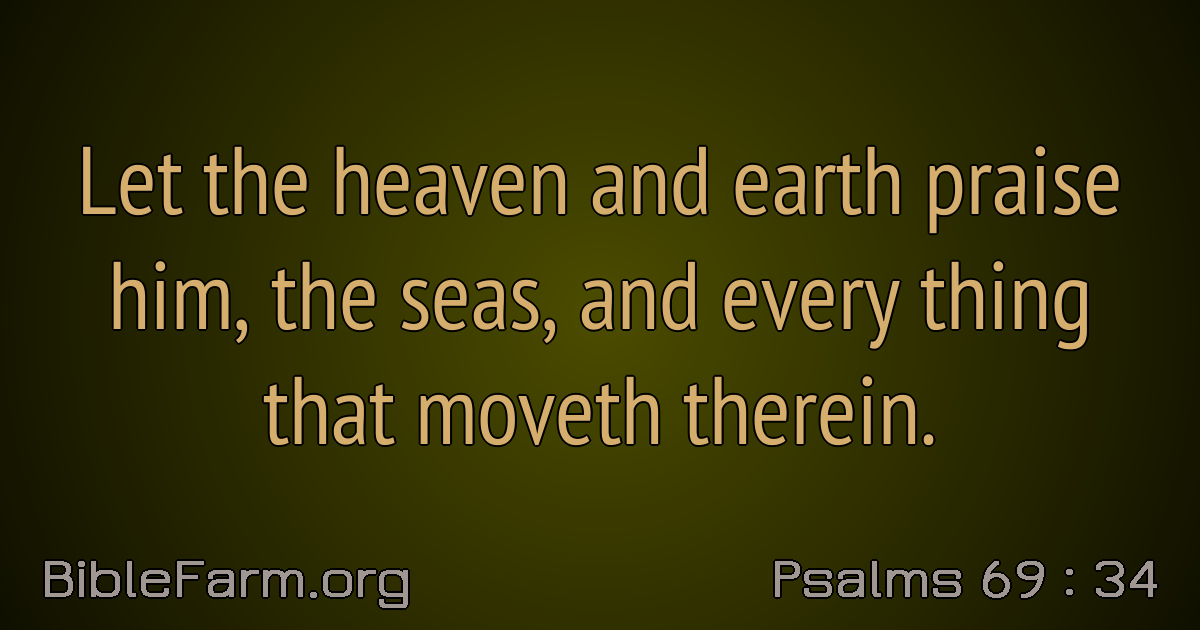 Let the heaven and earth praise
him, the seas, and every thing
that moveth therein.
BibleFarm.org
Psalms 69 : 34